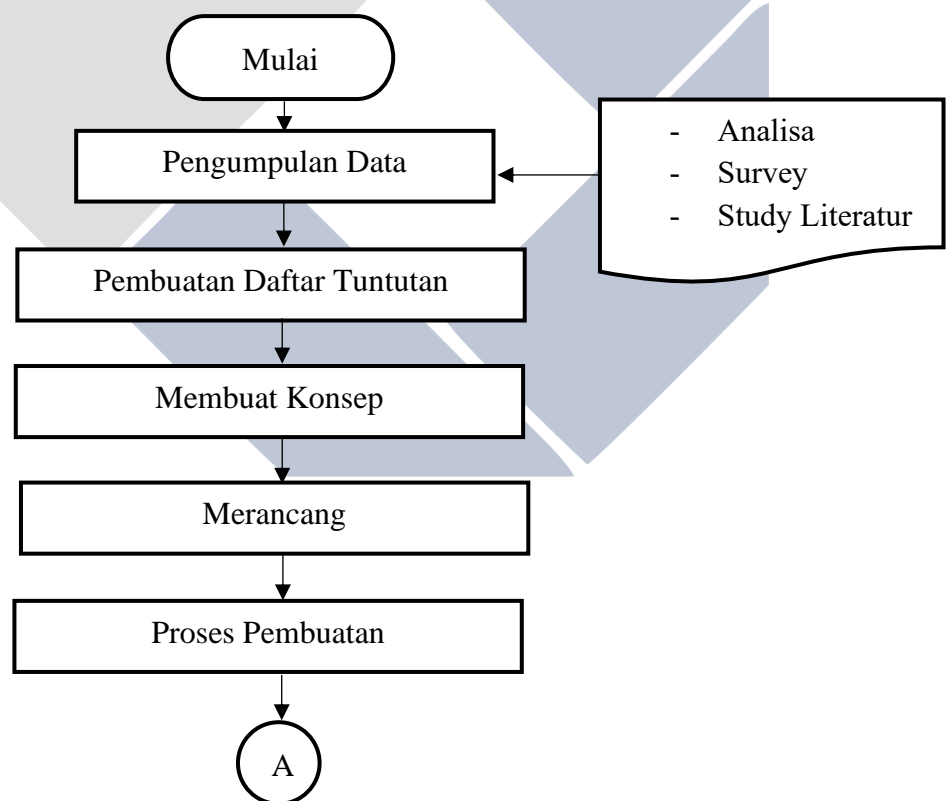 Mulai
Pengumpulan Data
- Analisa
- Survey
- Study Literatur
Pembuatan Daftar Tuntutan
Membuat Konsep
Merancang
Proses Pembuatan
A